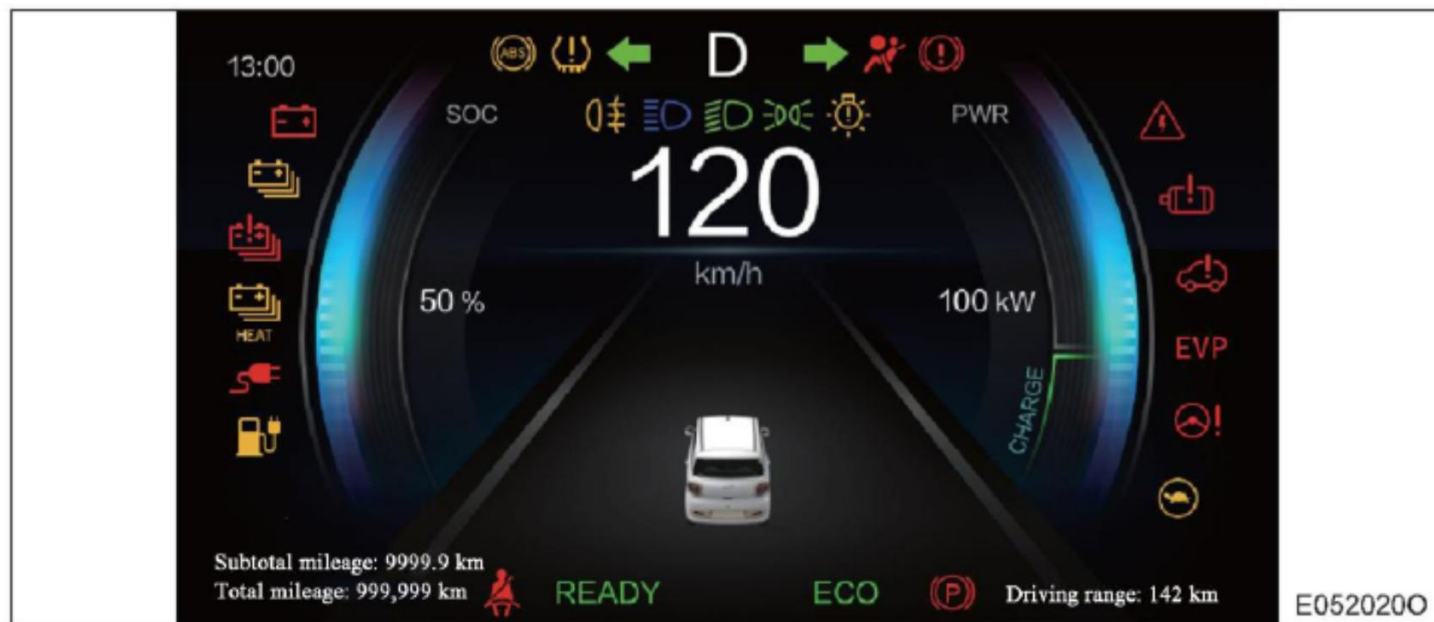 ABS
D
13:00
SOC
PWR
120
km/h
50 %
100 kW
HEAT
EVP
CHARGE
Subtotal mileage: 9999.9 km
Total mileage: 999,999 km
READY
ECO
P
Driving range: 142 km
E052020O